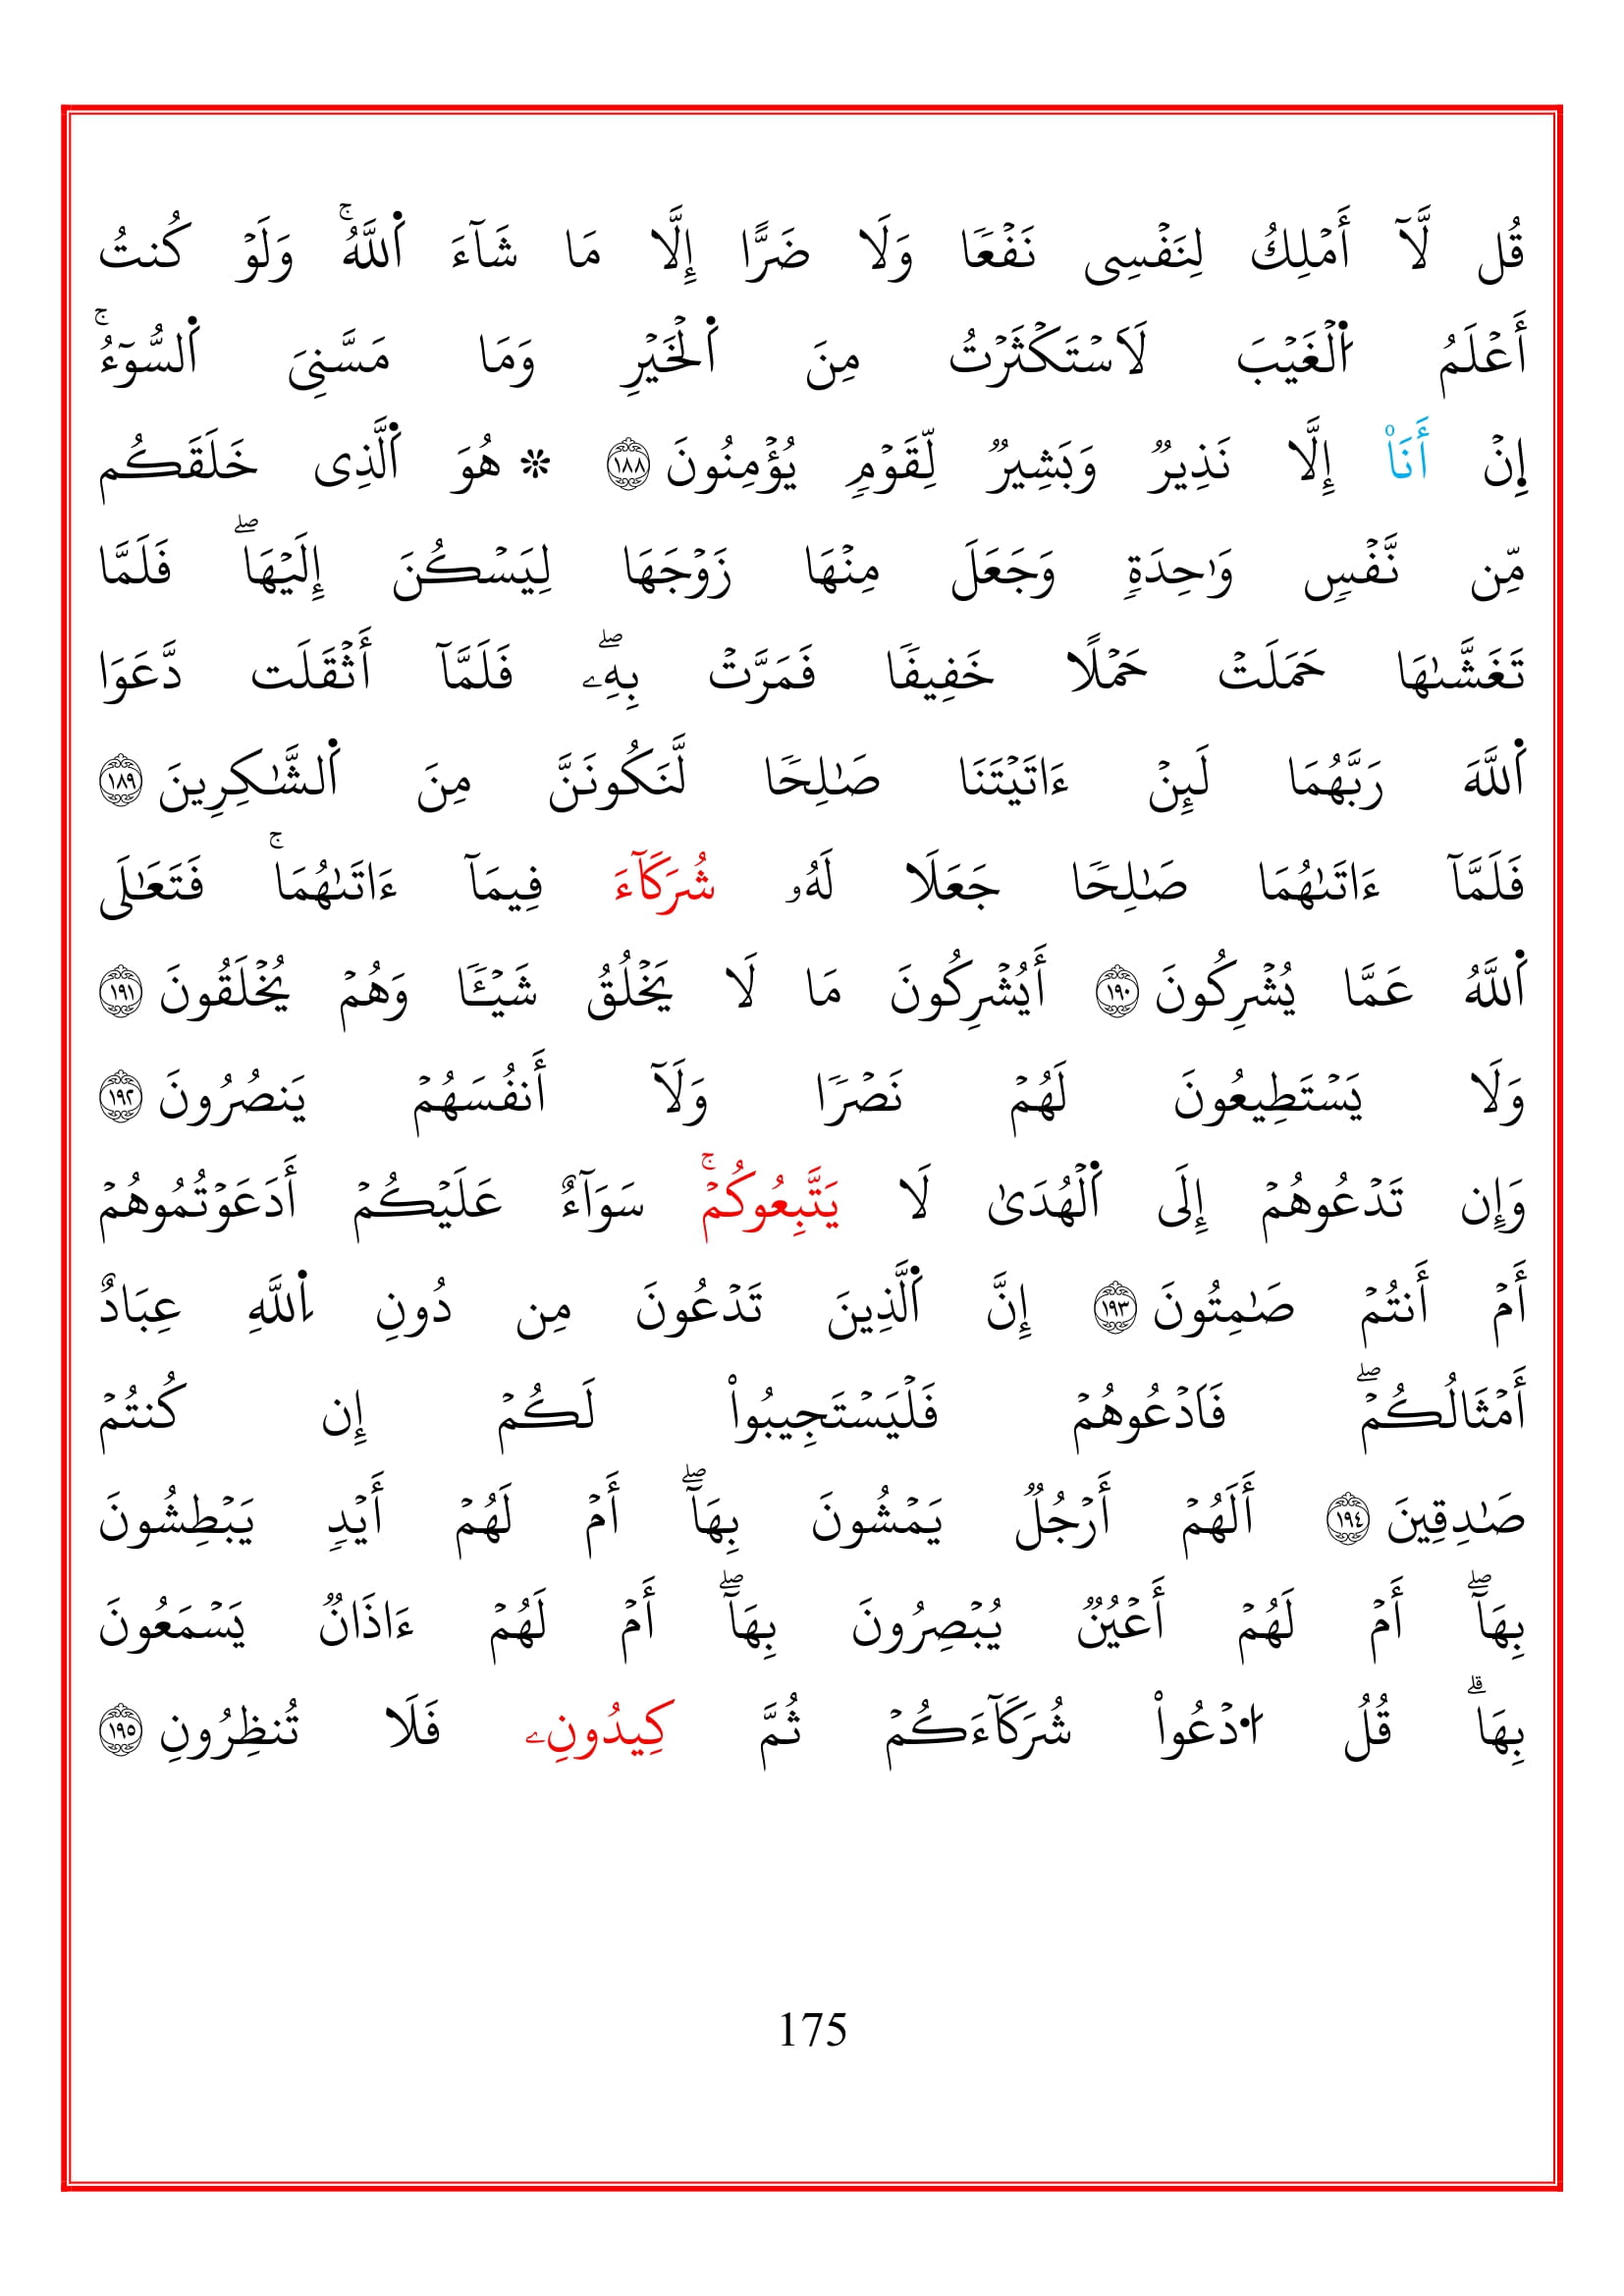 قُل لَّآ أَمۡلِكُ لِنَفۡسِى نَفۡعٗا وَلَا ضَرًّا إِلَّا مَا شَآءَ ٱللَّهُۚ وَلَوۡ كُنتُ
أَعۡلَمُ ٱلۡغَيۡبَ لَاَسۡتَكۡثَرۡتُ مِنَ ٱلۡخَيۡرِ وَمَا مَسَّنِىَ ٱلسُّوٓءُۚ
إِنۡ أَنَا۠ إِلَّا نَذِيرٞ وَبَشِيرٞ لِّقَوۡمٖ يُؤۡمِنُونَ ١٨٨ ۞ هُوَ ٱلَّذِى خَلَقَكُم
مِّن نَّفۡسٖ وَٰحِدَةٖ وَجَعَلَ مِنۡهَا زَوۡجَهَا لِيَسۡكُنَ إِلَيۡهَاۖ فَلَمَّا
تَغَشَّىٰهَا حَمَلَتۡ حَمۡلًا خَفِيفٗا فَمَرَّتۡ بِهِۦۖ فَلَمَّآ أَثۡقَلَت دَّعَوَا
ٱللَّهَ رَبَّهُمَا لَئِنۡ ءَاتَيۡتَنَا صَٰلِحٗا لَّنَكُونَنَّ مِنَ ٱلشَّٰكِرِينَ ١٨٩
فَلَمَّآ ءَاتَىٰهُمَا صَٰلِحٗا جَعَلَا لَهُۥ شُرَكَآءَ فِيمَآ ءَاتَىٰهُمَاۚ فَتَعَٰلَى
ٱللَّهُ عَمَّا يُشۡرِكُونَ ١٩٠ أَيُشۡرِكُونَ مَا لَا يَخۡلُقُ شَيۡـٔٗا وَهُمۡ يُخۡلَقُونَ ١٩١
وَلَا يَسۡتَطِيعُونَ لَهُمۡ نَصۡرٗا وَلَآ أَنفُسَهُمۡ يَنصُرُونَ ١٩٢
وَإِن تَدۡعُوهُمۡ إِلَى ٱلۡهُدَىٰ لَا يَتَّبِعُوكُمۡۚ سَوَآءٌ عَلَيۡكُمۡ أَدَعَوۡتُمُوهُمۡ
أَمۡ أَنتُمۡ صَٰمِتُونَ ١٩٣ إِنَّ ٱلَّذِينَ تَدۡعُونَ مِن دُونِ ٱللَّهِ عِبَادٌ
أَمۡثَالُكُمۡۖ فَاَدۡعُوهُمۡ فَلۡيَسۡتَجِيبُواْ لَكُمۡ إِن كُنتُمۡ
صَٰدِقِينَ ١٩٤ أَلَهُمۡ أَرۡجُلٞ يَمۡشُونَ بِهَآۖ أَمۡ لَهُمۡ أَيۡدٖ يَبۡطِشُونَ
بِهَآۖ أَمۡ لَهُمۡ أَعۡيُنٞ يُبۡصِرُونَ بِهَآۖ أَمۡ لَهُمۡ ءَاذَانٞ يَسۡمَعُونَ
بِهَاۗ قُلُ ٱدۡعُواْ شُرَكَآءَكُمۡ ثُمَّ كِيدُونِۦ فَلَا تُنظِرُونِ ١٩٥
175